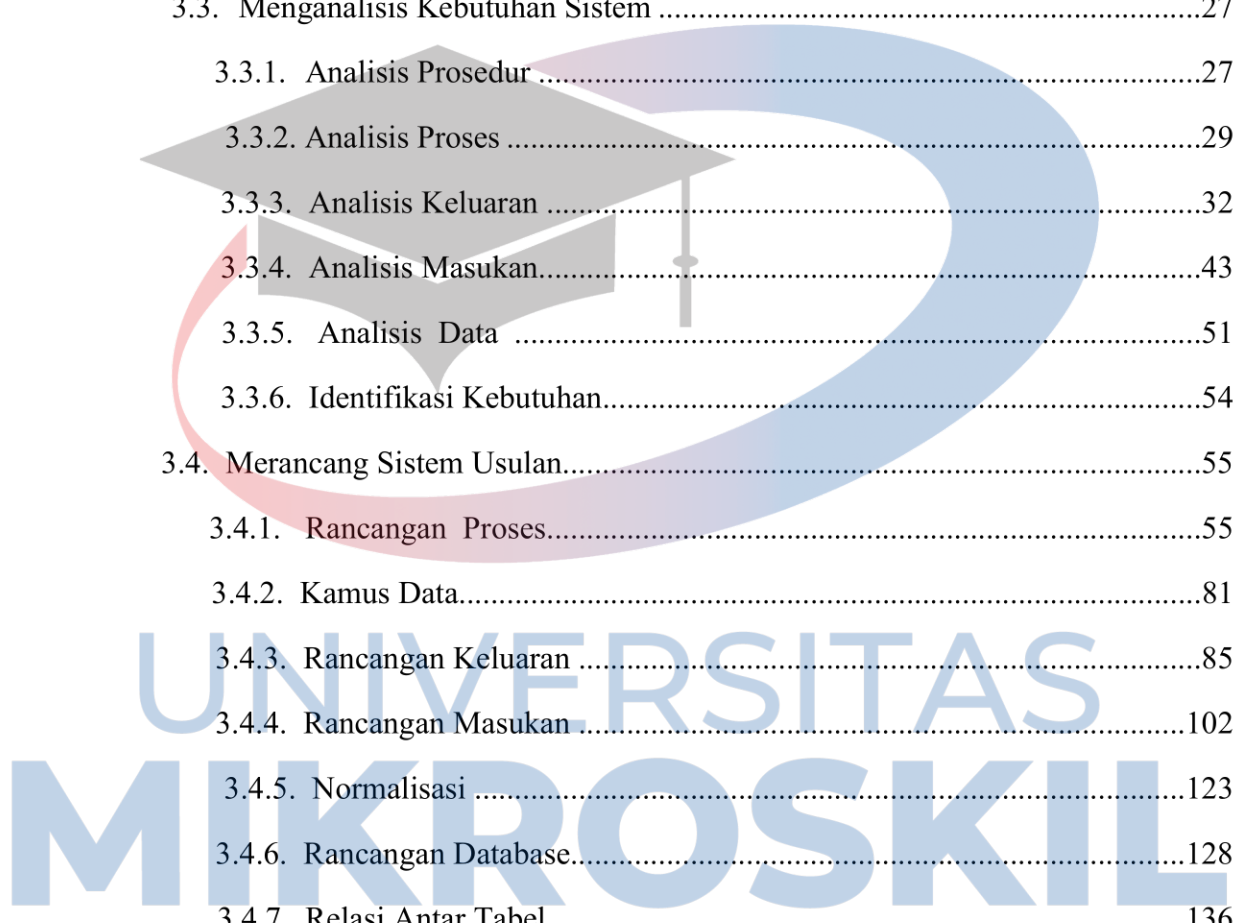 3.3. Menganalisis Kebutuhan Sistem ....................................................................27
3.3.1. Analisis Prosedur ..................................................................................27
3.3.2. Analisis Proses ......................................................................................29
3.3.3. Analisis Keluaran .................................................................................32
3.3.4. Analisis Masukan..................................................................................43
3.3.5. Analisis Data .....................................................................................51
3.3.6. Identifikasi Kebutuhan..........................................................................54
3.4. Merancang Sistem Usulan...............................................................................55
3.4.1. Rancangan Proses.................................................................................55
3.4.2. Kamus Data............................................................................................81
3.4.3. Rancangan Keluaran .............................................................................85
3.4.4. Rancangan Masukan ...........................................................................102
3.4.5. Normalisasi .........................................................................................123
3.4.6. Rancangan Database............................................................................128
3.4.7. Relasi Antar Tabel...............................................................................136
UNIVERSITAS
MIKROSKIL